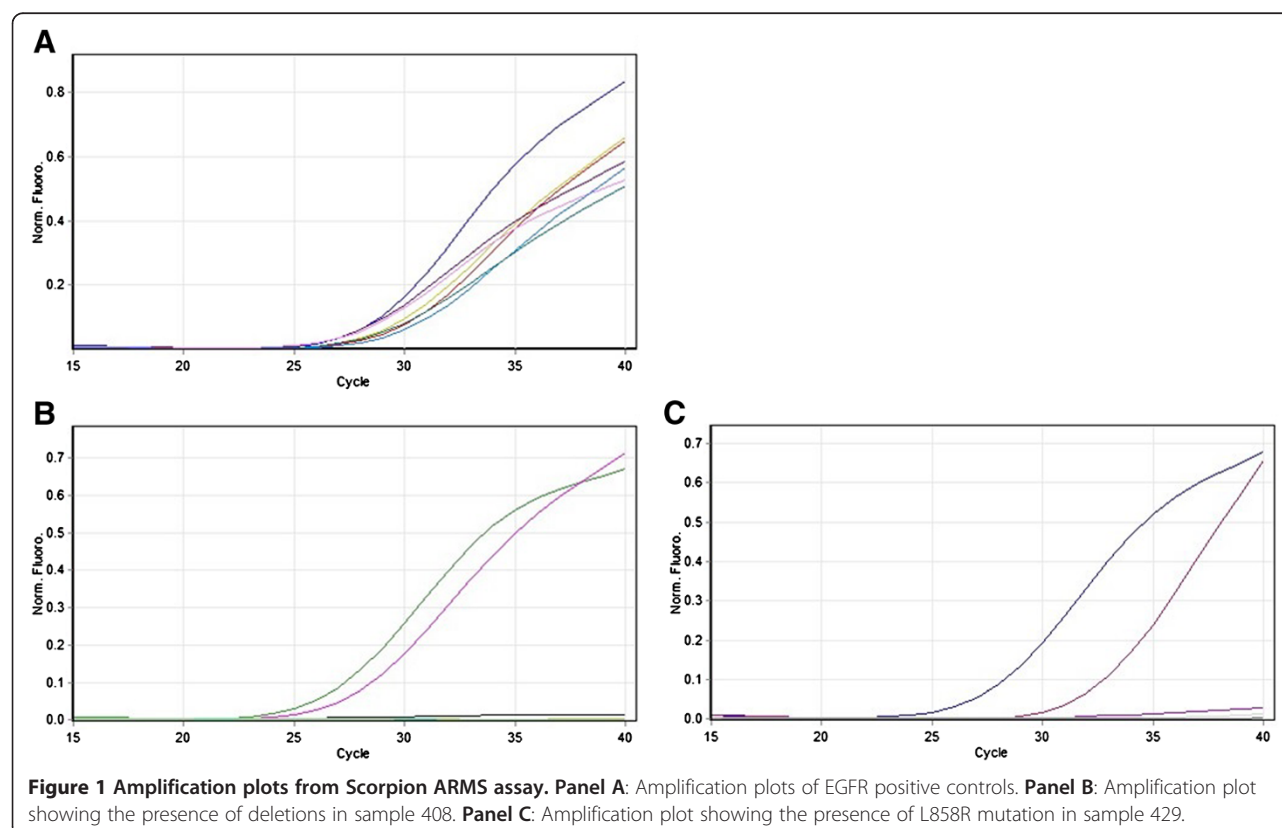 A
Norm. Fluoro.
0.8
0.6
0.4
0.2
15 20 25 30 35 40
Cycle
B
Norm. Fluoro.
0.7
0.6
0.5
0.4
0.3
0.2
0.1
0.0
15 20 25 30 35 40
Cycle
C
Norm. Fluoro.
0.7
0.6
0.5
0.4
0.3
0.2
0.1
0.0
15 20 25 30 35 40
Cycle
Figure 1 Amplification plots from Scorpion ARMS assay. Panel A: Amplification plots of EGFR positive controls. Panel B: Amplification plot
showing the presence of deletions in sample 408. Panel C: Amplification plot showing the presence of L858R mutation in sample 429.